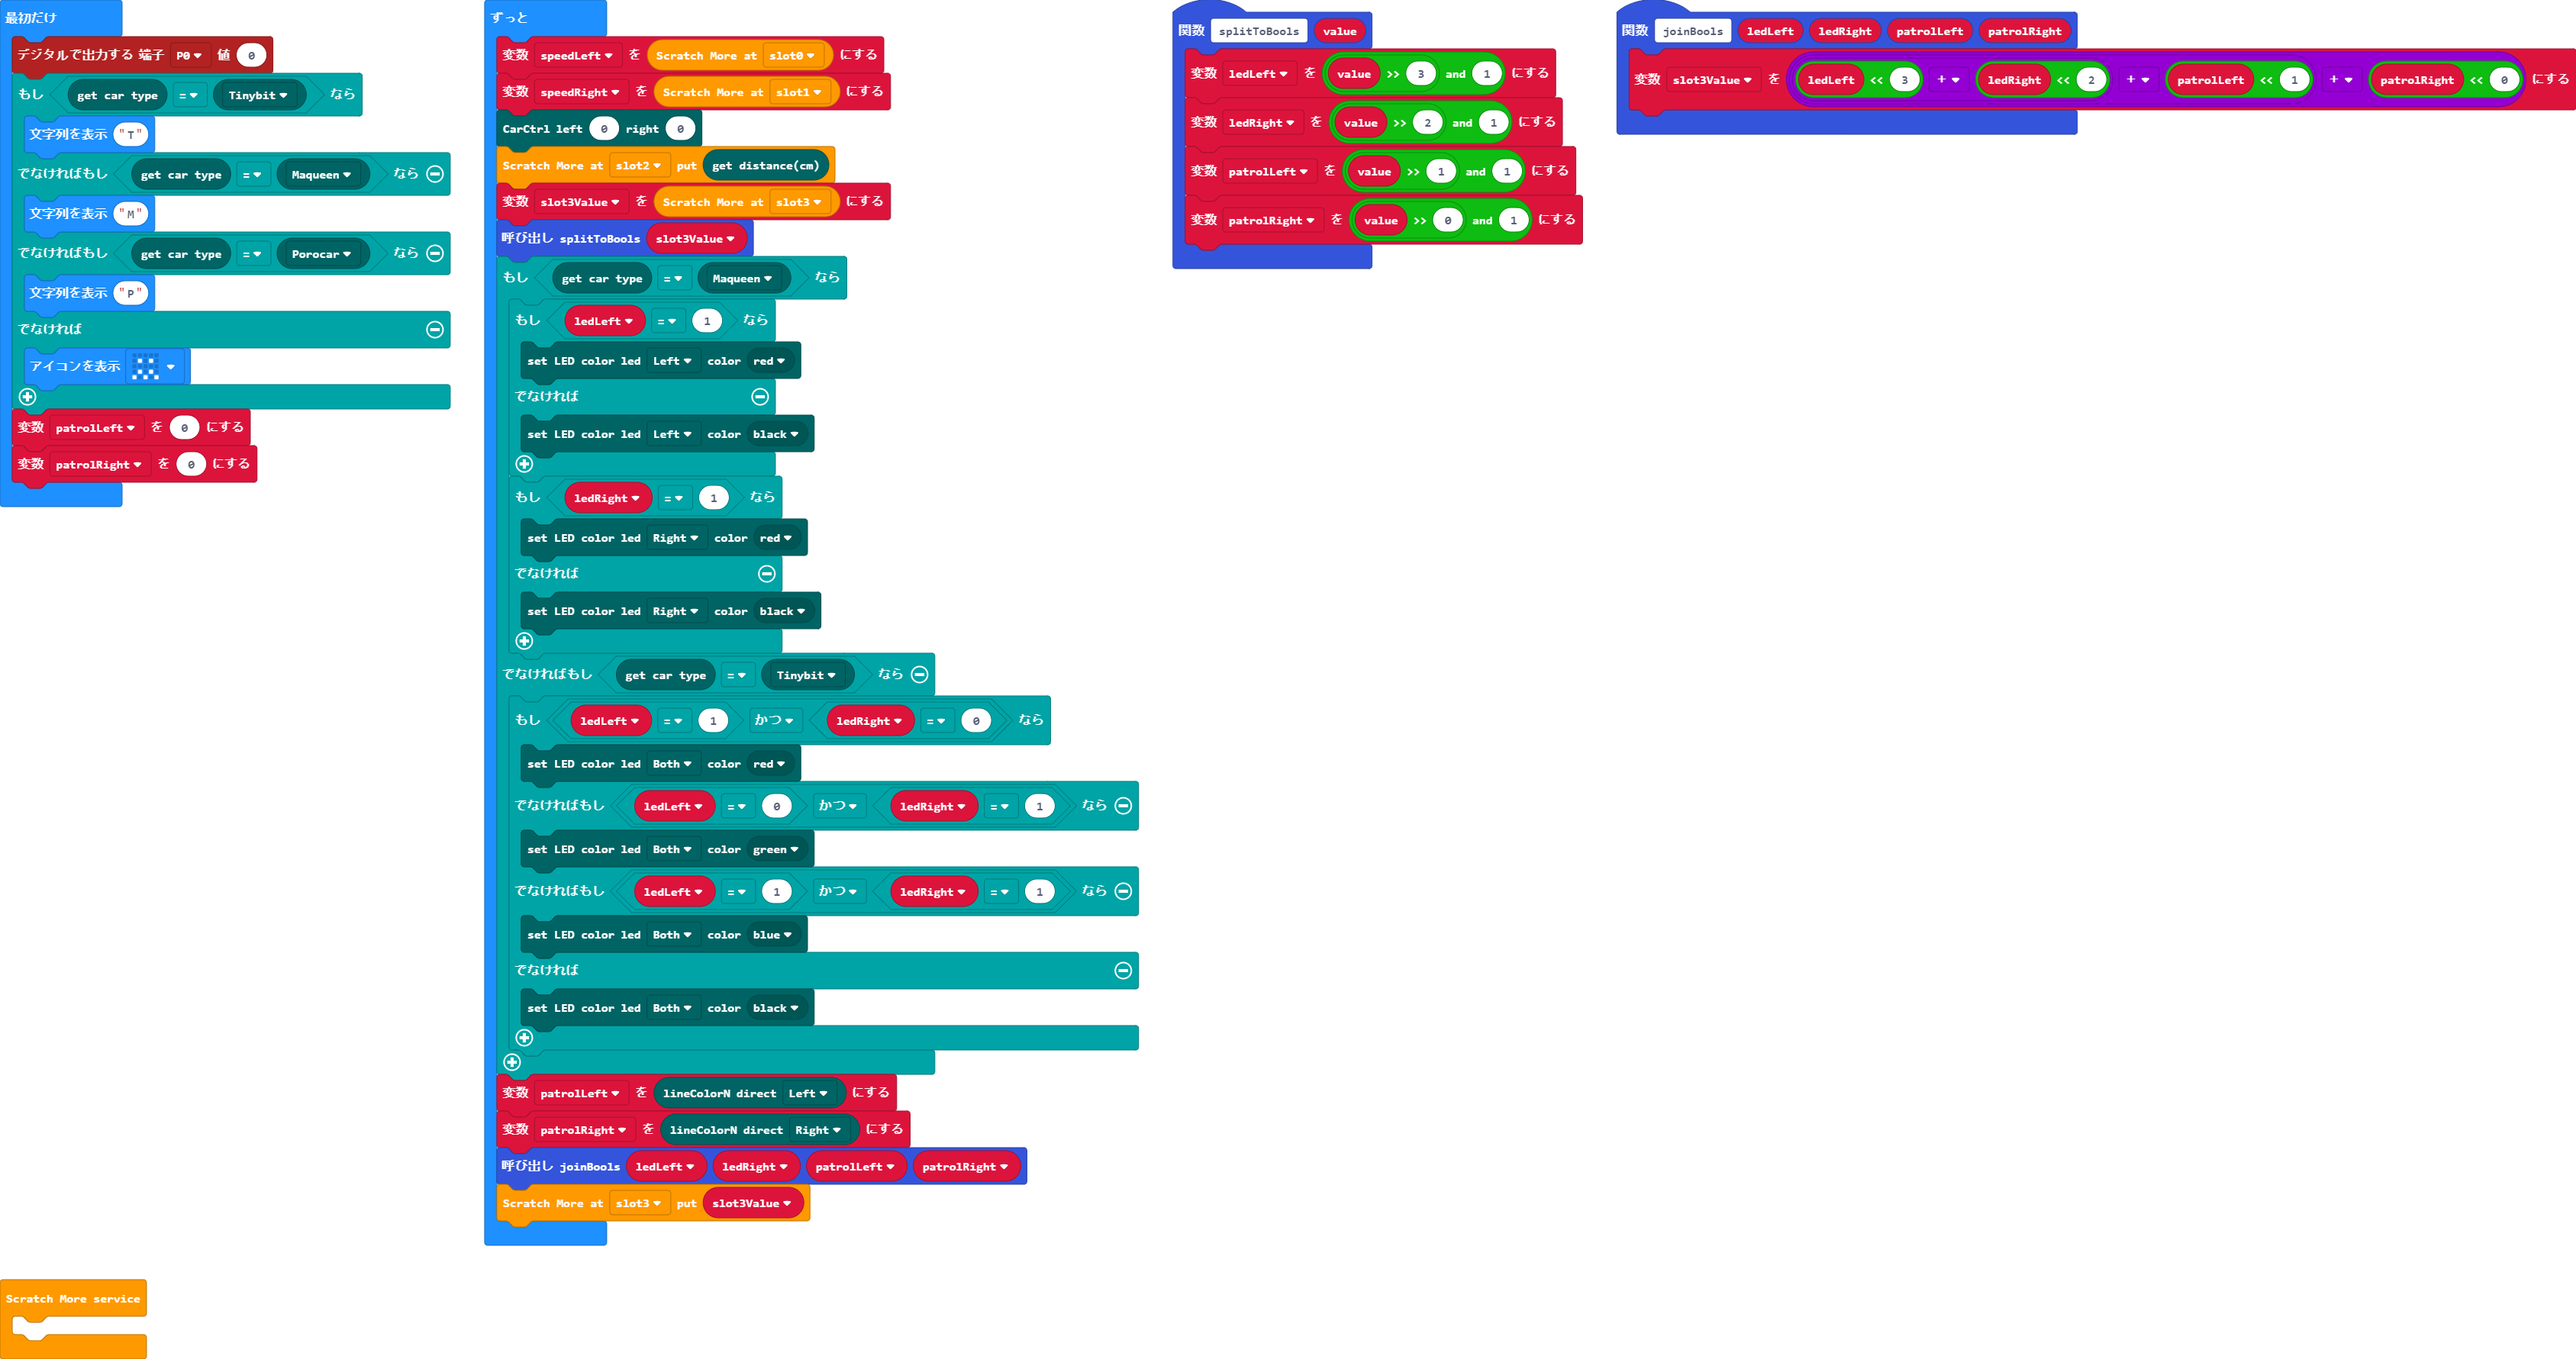 最初だけ
デジタルで出力する 端子 P0 値 0
もし get car type = Tinybit なら
文字列を表示 "T"
でなければもし get car type = Maqueen なら
文字列を表示 "M"
でなければもし get car type = Porocar なら
文字列を表示 "P"
でなければ
アイコンを表示
変数 patrolLeft を 0 にする
変数 patrolRight を 0 にする
ずっと
変数 speedLeft を Scratch More at slot0 にする
変数 speedRight を Scratch More at slot1 にする
CarCtrl left 0 right 0
Scratch More at slot2 put get distance(cm)
変数 slot3Value を Scratch More at slot3 にする
呼び出し splitToBools slot3Value
もし get car type = Maqueen なら
もし ledLeft = 1 なら
set LED color led Left color red
でなければ
set LED color led Left color black
もし ledRight = 1 なら
set LED color led Right color red
でなければ
set LED color led Right color black
でなければもし get car type = Tinybit なら
もし ledLeft = 1 かつ ledRight = 0 なら
set LED color led Both color red
でなければもし ledLeft = 0 かつ ledRight = 1 なら
set LED color led Both color green
でなければもし ledLeft = 1 かつ ledRight = 1 なら
set LED color led Both color blue
でなければ
set LED color led Both color black
変数 patrolLeft を lineColorN direct Left にする
変数 patrolRight を lineColorN direct Right にする
呼び出し joinBools ledLeft ledRight patrolLeft patrolRight
Scratch More at slot3 put slot3Value
関数 splitToBools value
変数 ledLeft を value >> 3 and 1 にする
変数 ledRight を value >> 2 and 1 にする
変数 patrolLeft を value >> 1 and 1 にする
変数 patrolRight を value >> 0 and 1 にする
関数 joinBools ledLeft ledRight patrolLeft patrolRight
変数 slot3Value を ledLeft << 3 + ledRight << 2 + patrolLeft << 1 + patrolRight << 0 にする
Scratch More service